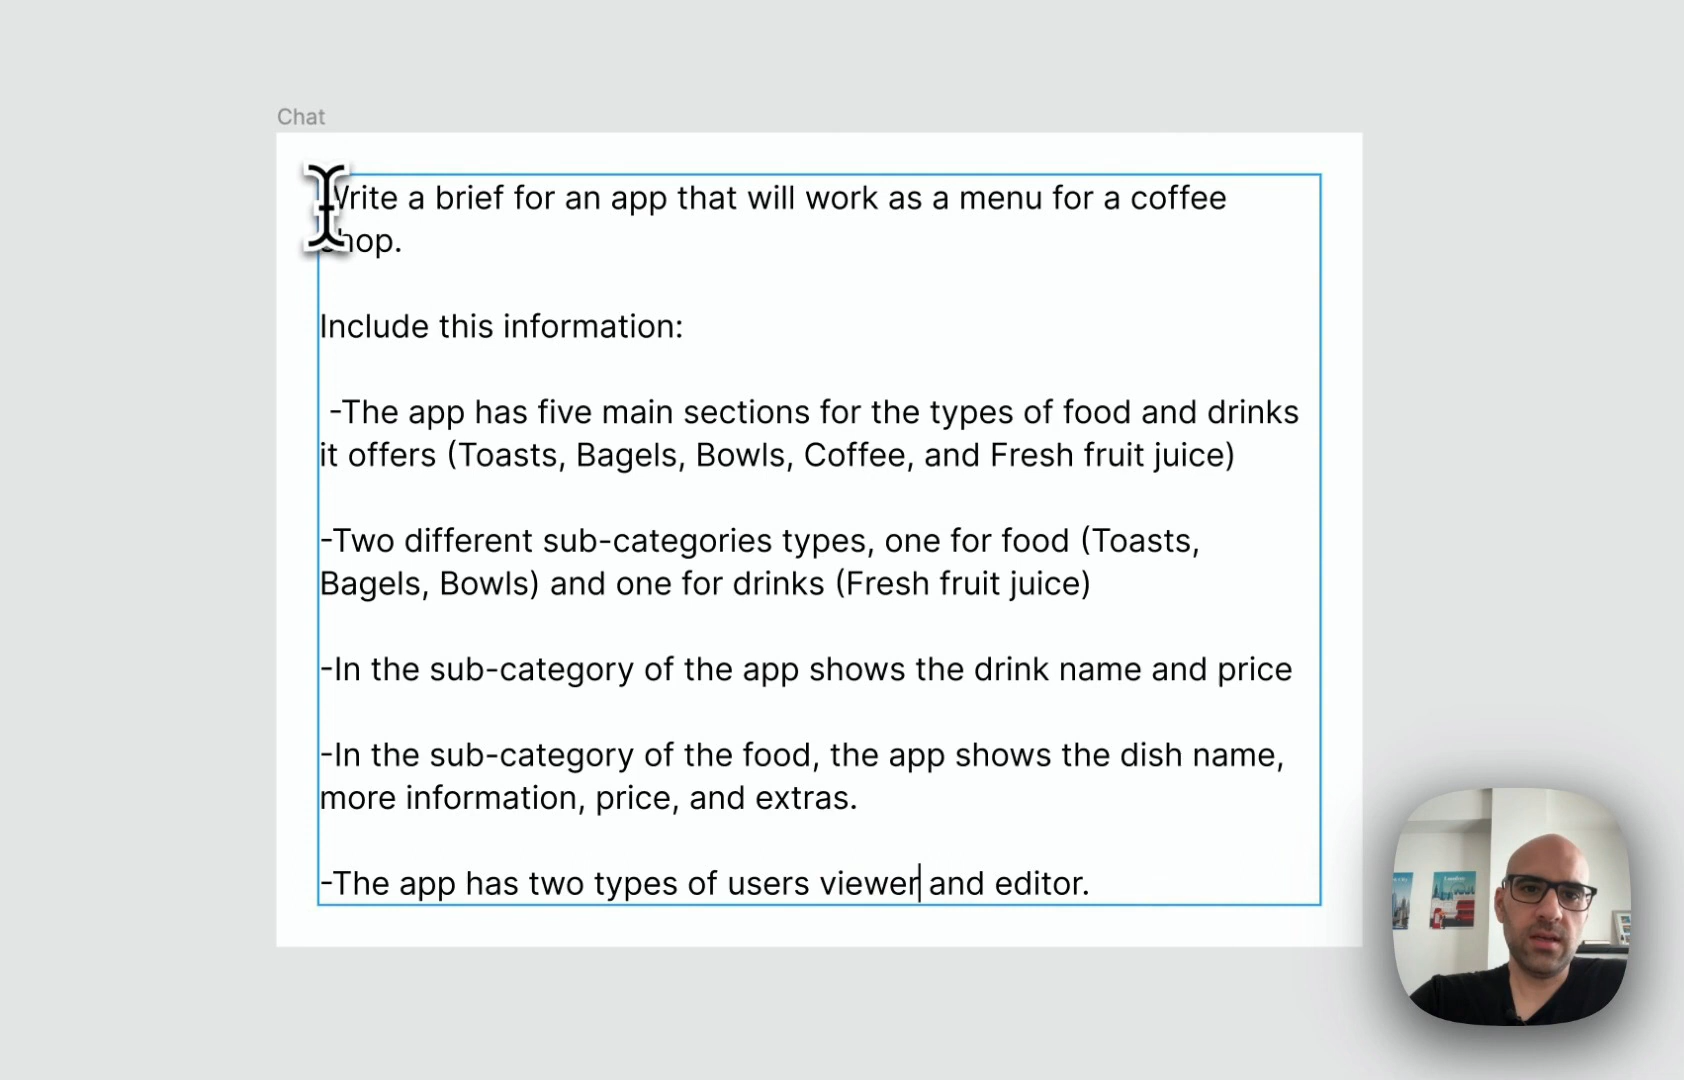 Chat
Write a brief for an app that will work as a menu for a coffee
shop.
Include this information:
-The app has five main sections for the types of food and drinks
it offers (Toasts, Bagels, Bowls, Coffee, and Fresh fruit juice)
-Two different sub-categories types, one for food (Toasts,
Bagels, Bowls) and one for drinks (Fresh fruit juice)
-In the sub-category of the app shows the drink name and price
-In the sub-category of the food, the app shows the dish name,
more information, price, and extras.
-The app has two types of users viewer and editor.